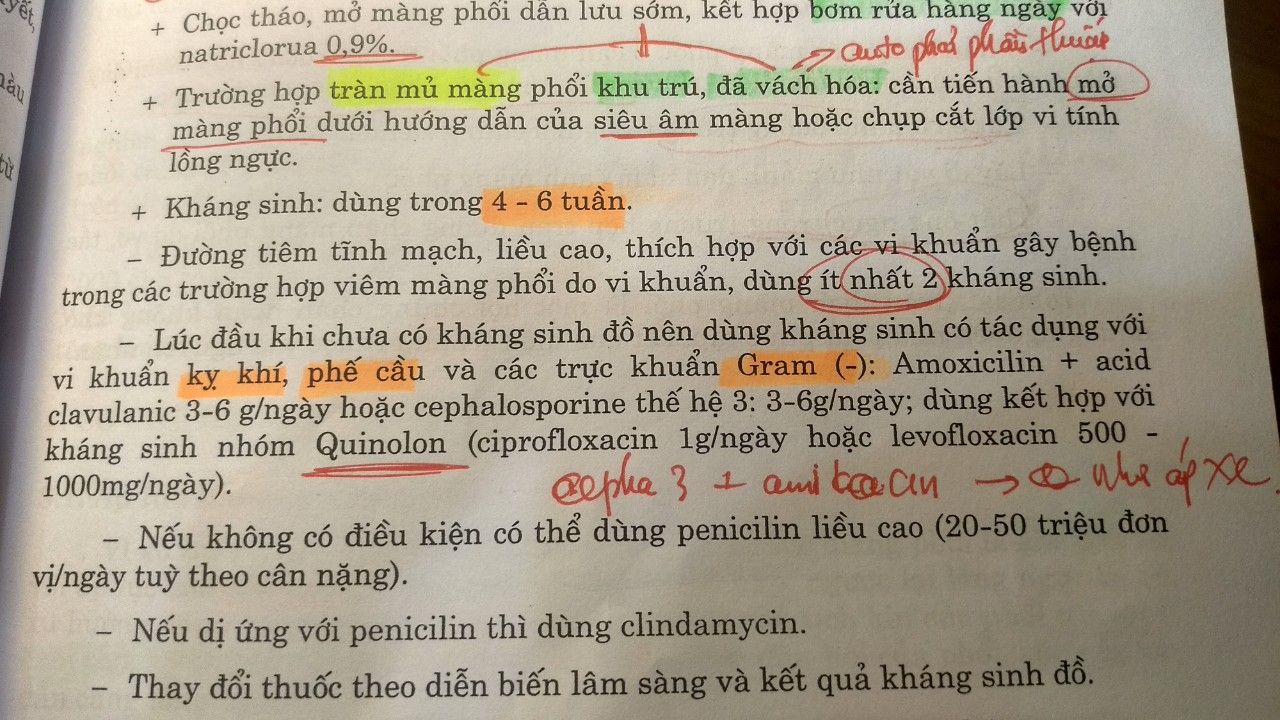 + Chọc tháo, mở màng phổi dẫn lưu sớm, kết hợp bơm rửa hàng ngày với
natriclorua 0,9%.
auto phải phẫu thuật
+ Trường hợp tràn mủ màng phổi khu trú, đã vách hóa: cần tiến hành mở
màng phổi dưới hướng dẫn của siêu âm màng hoặc chụp cắt lớp vi tính
lồng ngực.
+ Kháng sinh: dùng trong 4 - 6 tuần.
– Đường tiêm tĩnh mạch, liều cao, thích hợp với các vi khuẩn gây bệnh
trong các trường hợp viêm màng phổi do vi khuẩn, dùng ít nhất 2 kháng sinh.
– Lúc đầu khi chưa có kháng sinh đồ nên dùng kháng sinh có tác dụng với
vi khuẩn kỵ khí, phế cầu và các trực khuẩn Gram (-): Amoxicilin + acid
clavulanic 3-6 g/ngày hoặc cephalosporine thế hệ 3: 3-6g/ngày; dùng kết hợp với
kháng sinh nhóm Quinolon (ciprofloxacin 1g/ngày hoặc levofloxacin 500 -
1000mg/ngày).
cepha 3 + amikacin → như áp xe
– Nếu không có điều kiện có thể dùng penicilin liều cao (20-50 triệu đơn
vị/ngày tuỳ theo cân nặng).
– Nếu dị ứng với penicilin thì dùng clindamycin.
– Thay đổi thuốc theo diễn biến lâm sàng và kết quả kháng sinh đồ.